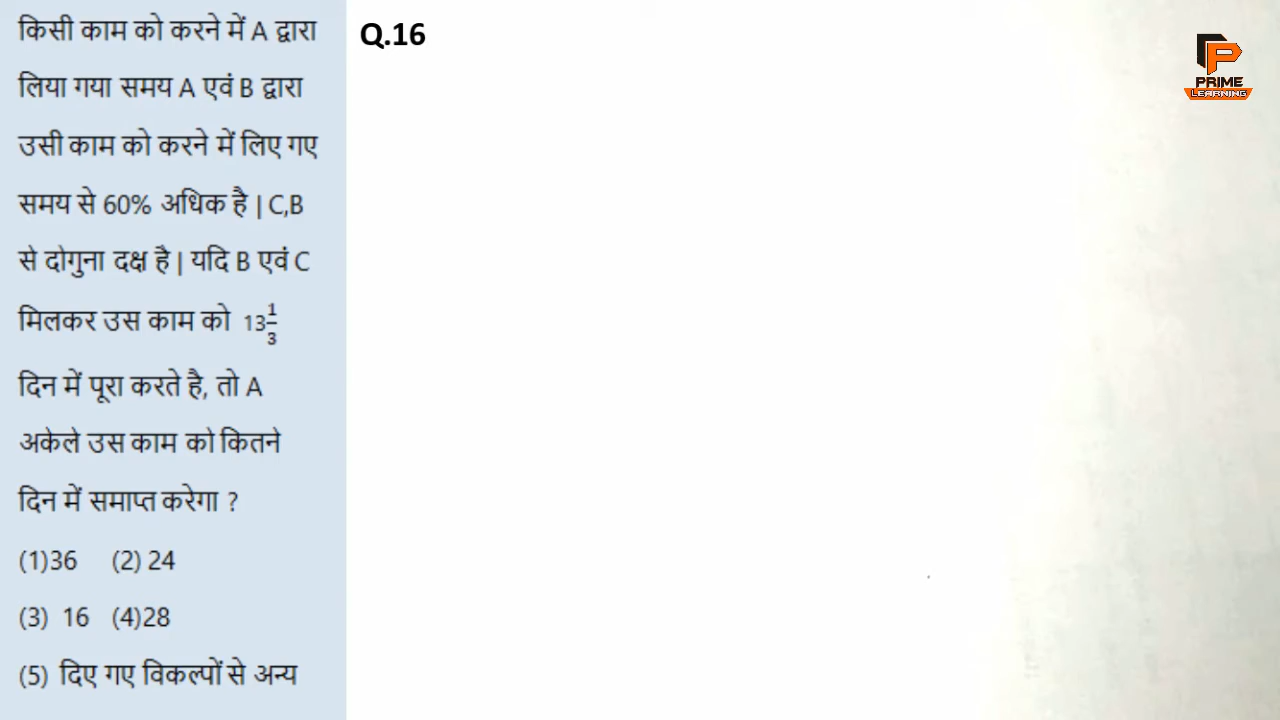 किसी काम को करने में A द्वारा
लिया गया समय A एवं B द्वारा
उसी काम को करने में लिए गए
समय से 60% अधिक है | C,B
से दोगुना दक्ष है | यदि B एवं C
मिलकर उस काम को 13 1/3
दिन में पूरा करते है, तो A
अकेले उस काम को कितने
दिन में समाप्त करेगा ?
(1)36 (2) 24
(3) 16 (4)28
(5) दिए गए विकल्पों से अन्य
Q.16
PRIME
LEARNING